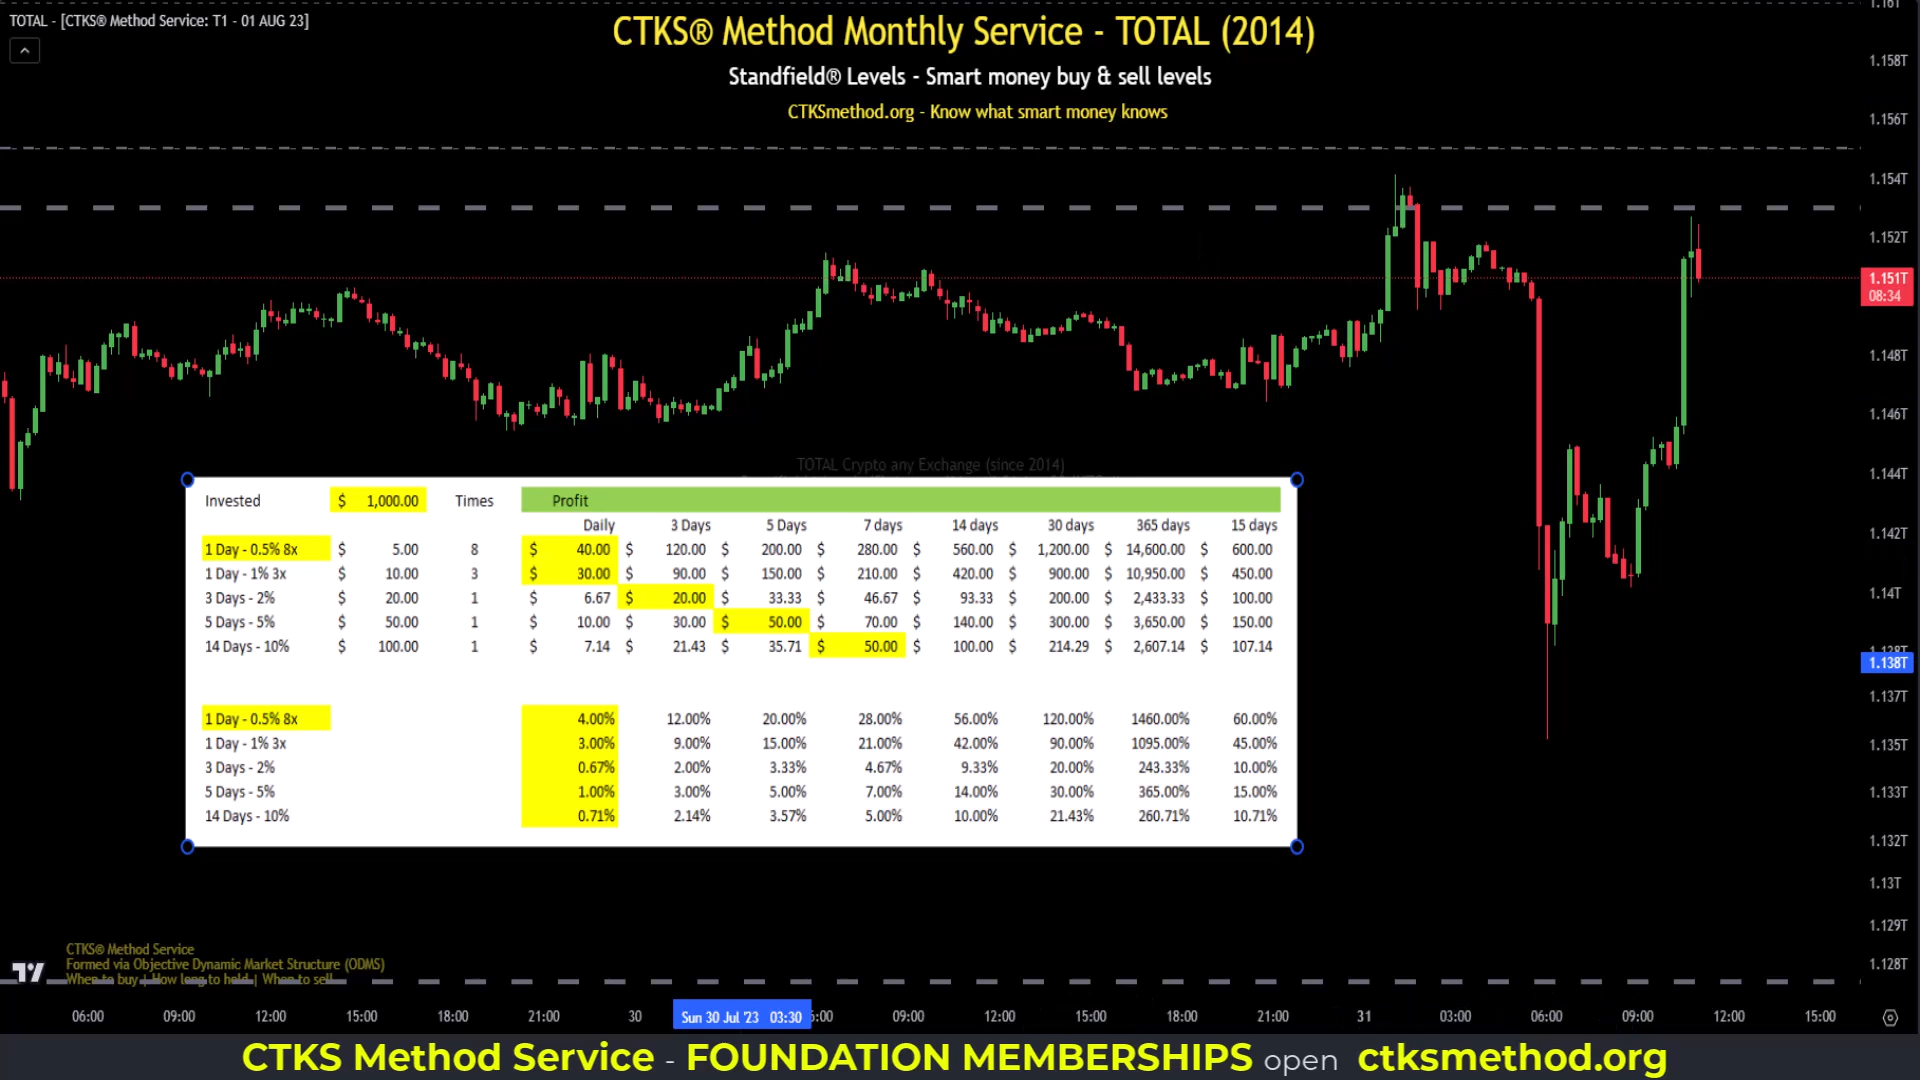 TOTAL - [CTKS® Method Service: T1 - 01 AUG 23]
CTKS® Method Monthly Service - TOTAL (2014)
Standfield® Levels - Smart money buy & sell levels
CTKSmethod.org - Know what smart money knows
1.16T
1.158T
1.156T
1.154T
1.152T
1.151T
08:34
1.148T
1.146T
1.144T
1.142T
1.14T
1.138T
1.137T
1.135T
1.133T
1.132T
1.13T
1.129T
1.128T
TOTAL Crypto any Exchange (since 2014)
Invested $ 1,000.00 Times Profit
Daily 3 Days 5 Days 7 days 14 days 30 days 365 days 15 days
1 Day - 0.5% 8x $ 5.00 8 $ 40.00 $ 120.00 $ 200.00 $ 280.00 $ 560.00 $ 1,200.00 $ 14,600.00 $ 600.00
1 Day - 1% 3x $ 10.00 3 $ 30.00 $ 90.00 $ 150.00 $ 210.00 $ 420.00 $ 900.00 $ 10,950.00 $ 450.00
3 Days - 2% $ 20.00 1 $ 6.67 $ 20.00 $ 33.33 $ 46.67 $ 93.33 $ 200.00 $ 2,433.33 $ 100.00
5 Days - 5% $ 50.00 1 $ 10.00 $ 30.00 $ 50.00 $ 70.00 $ 140.00 $ 300.00 $ 3,650.00 $ 150.00
14 Days - 10% $ 100.00 1 $ 7.14 $ 21.43 $ 35.71 $ 50.00 $ 100.00 $ 214.29 $ 2,607.14 $ 107.14
1 Day - 0.5% 8x 4.00% 12.00% 20.00% 28.00% 56.00% 120.00% 1460.00% 60.00%
1 Day - 1% 3x 3.00% 9.00% 15.00% 21.00% 42.00% 90.00% 1095.00% 45.00%
3 Days - 2% 0.67% 2.00% 3.33% 4.67% 9.33% 20.00% 243.33% 10.00%
5 Days - 5% 1.00% 3.00% 5.00% 7.00% 14.00% 30.00% 365.00% 15.00%
14 Days - 10% 0.71% 2.14% 3.57% 5.00% 10.00% 21.43% 260.71% 10.71%
CTKS® Method Service
Formed via Objective Dynamic Market Structure (ODMS)
When to buy | How long to hold | When to sell
06:00 09:00 12:00 15:00 18:00 21:00 30 Sun 30 Jul '23 03:30 09:00 12:00 15:00 18:00 21:00 31 03:00 06:00 09:00 12:00 15:00
CTKS Method Service - FOUNDATION MEMBERSHIPS open ctksmethod.org